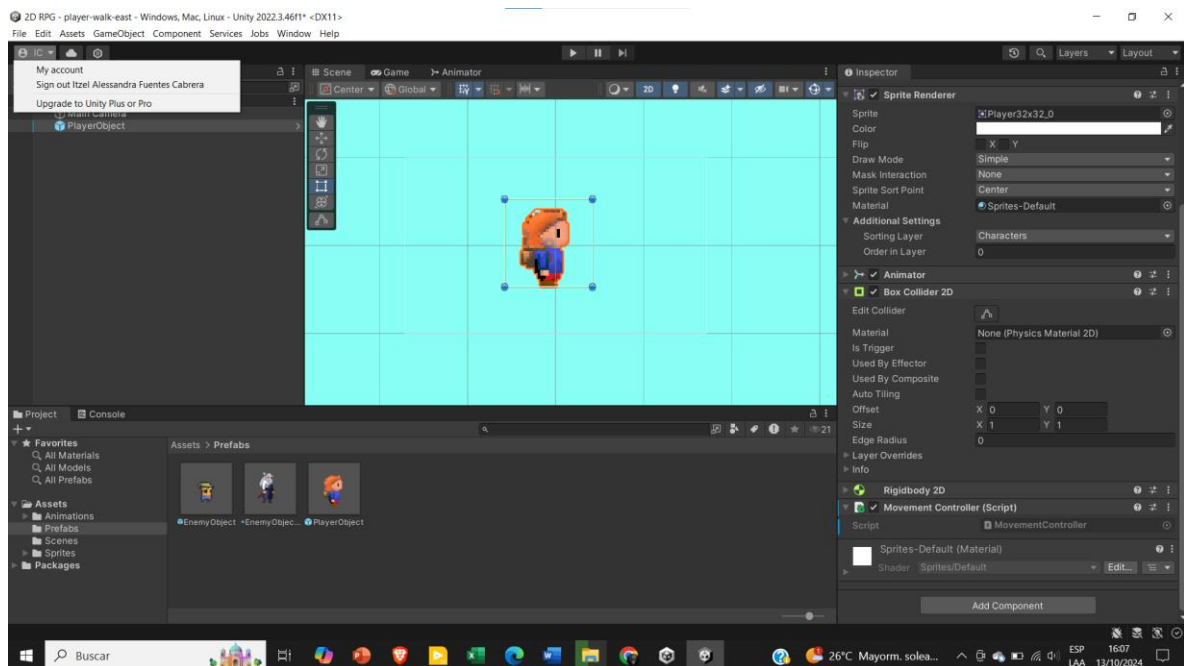 2D RPG - player-walk-east - Windows, Mac, Linux - Unity 2022.3.46f1* <DX11>
File Edit Assets GameObject Component Services Jobs Window Help
IC
Layers Layout
My account
Sign out Itzel Alessandra Fuentes Cabrera
Upgrade to Unity Plus or Pro
Main Camera
PlayerObject
Scene Game Animator
Center Global 2D
Inspector
Sprite Renderer
Sprite Player32x32_0
Color
Flip X Y
Draw Mode Simple
Mask Interaction None
Sprite Sort Point Center
Material Sprites-Default
Additional Settings
Sorting Layer Characters
Order in Layer 0
Animator
Box Collider 2D
Edit Collider
Material None (Physics Material 2D)
Is Trigger
Used By Effector
Used By Composite
Auto Tiling
Offset X 0 Y 0
Size X 1 Y 1
Edge Radius 0
Layer Overrides
Info
Rigidbody 2D
Movement Controller (Script)
Script MovementController
Sprites-Default (Material)
Shader Sprites/Default Edit...
Add Component
Project Console
21
Favorites
All Materials
All Models
All Prefabs
Assets
Animations
Prefabs
Scenes
Sprites
Packages
Assets > Prefabs
EnemyObject EnemyObjec... PlayerObject
Buscar
26°C Mayorm. solea...
ESP
LAA
16:07
13/10/2024